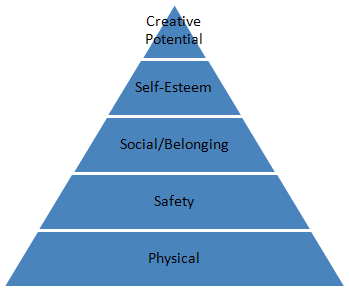 Creative
Potential
Self-Esteem
Social/Belonging
Safety
Physical